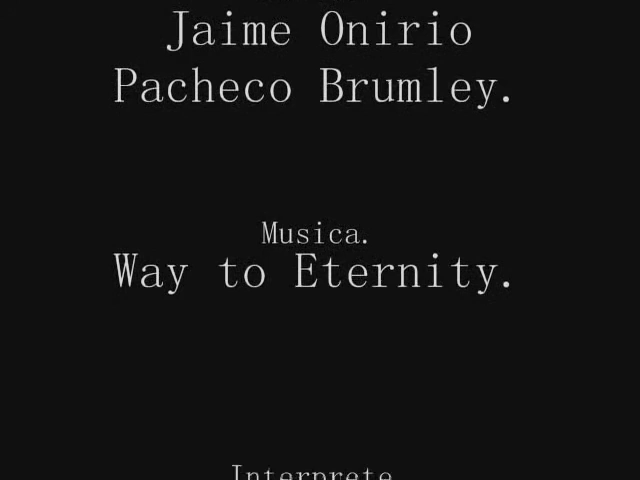 Jaime Onirio
Pacheco Brumley.
Musica.
Way to Eternity.
Interprete